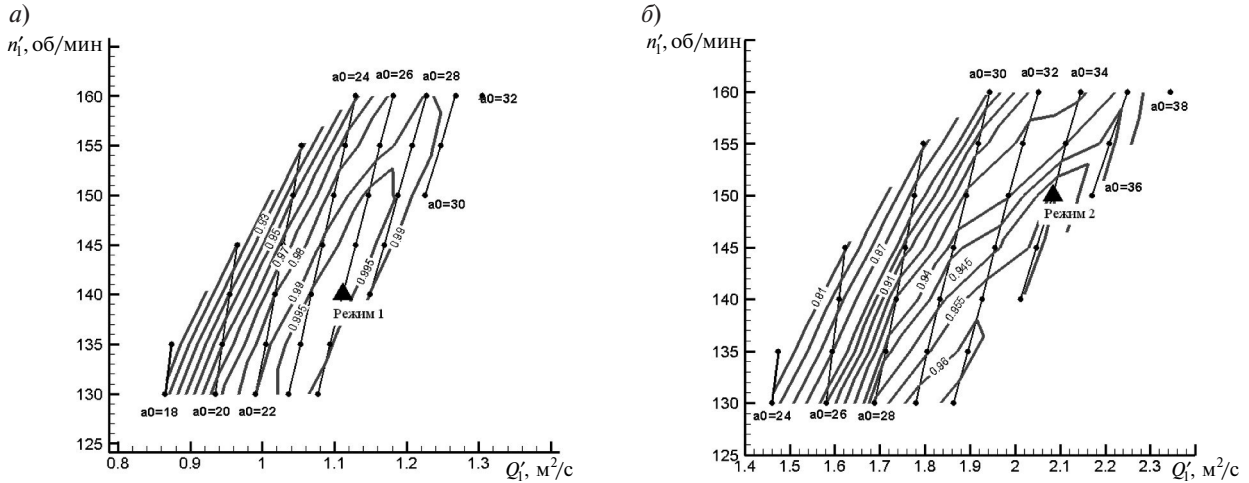 а)
n′₁, об/мин
160
155
150
145
140
135
130
125
0.8
0.9
1
1.1
1.2
1.3
Q′₁, м²/с
a0=24
a0=26
a0=28
a0=32
a0=30
a0=18
a0=20
a0=22
0.93
0.95
0.97
0.98
0.98
0.99
0.995
0.995
0.99
Режим 1
б)
n′₁, об/мин
160
155
150
145
140
135
130
125
1.4
1.5
1.6
1.7
1.8
1.9
2
2.1
2.2
2.3
Q′₁, м²/с
a0=30
a0=32
a0=34
a0=38
a0=36
a0=24
a0=26
a0=28
0.81
0.87
0.91
0.94
0.945
0.955
0.96
Режим 2